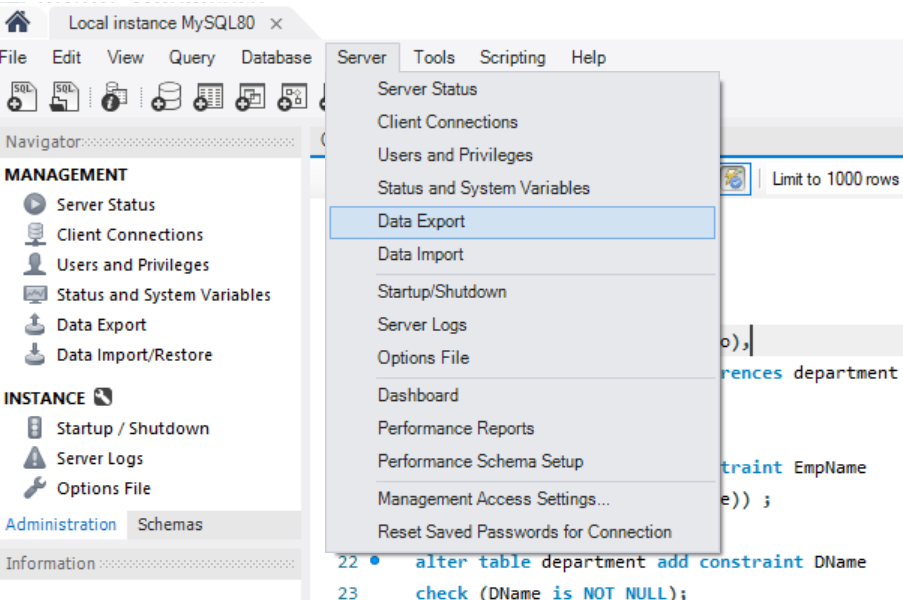 Local instance MySQL80 ×
File Edit View Query Database Server Tools Scripting Help
SQL SQL
Navigator
MANAGEMENT
Server Status
Client Connections
Users and Privileges
Status and System Variables
Data Export
Data Import/Restore
INSTANCE
Startup / Shutdown
Server Logs
Options File
Administration Schemas
Information
Server Status
Client Connections
Users and Privileges
Status and System Variables
Data Export
Data Import
Startup/Shutdown
Server Logs
Options File
Dashboard
Performance Reports
Performance Schema Setup
Management Access Settings...
Reset Saved Passwords for Connection
Limit to 1000 rows
o),
rences department
traint EmpName
e)) ;
22 alter table department add constraint DName
23 check (DName is NOT NULL);